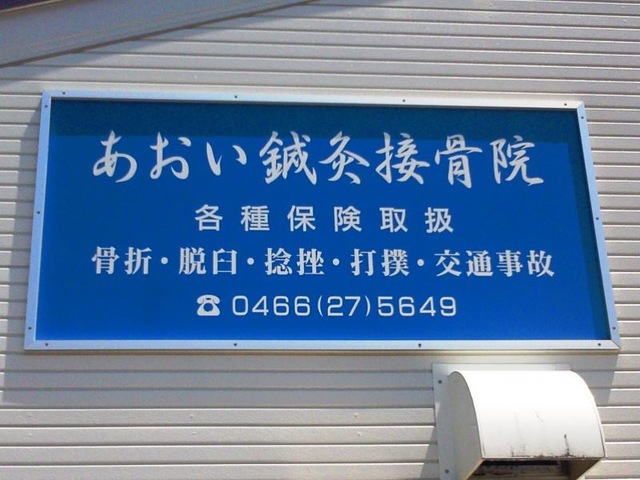 あおい鍼灸接骨院
各種保険取扱
骨折・脱臼・捻挫・打撲・交通事故
☎ 0466(27)5649